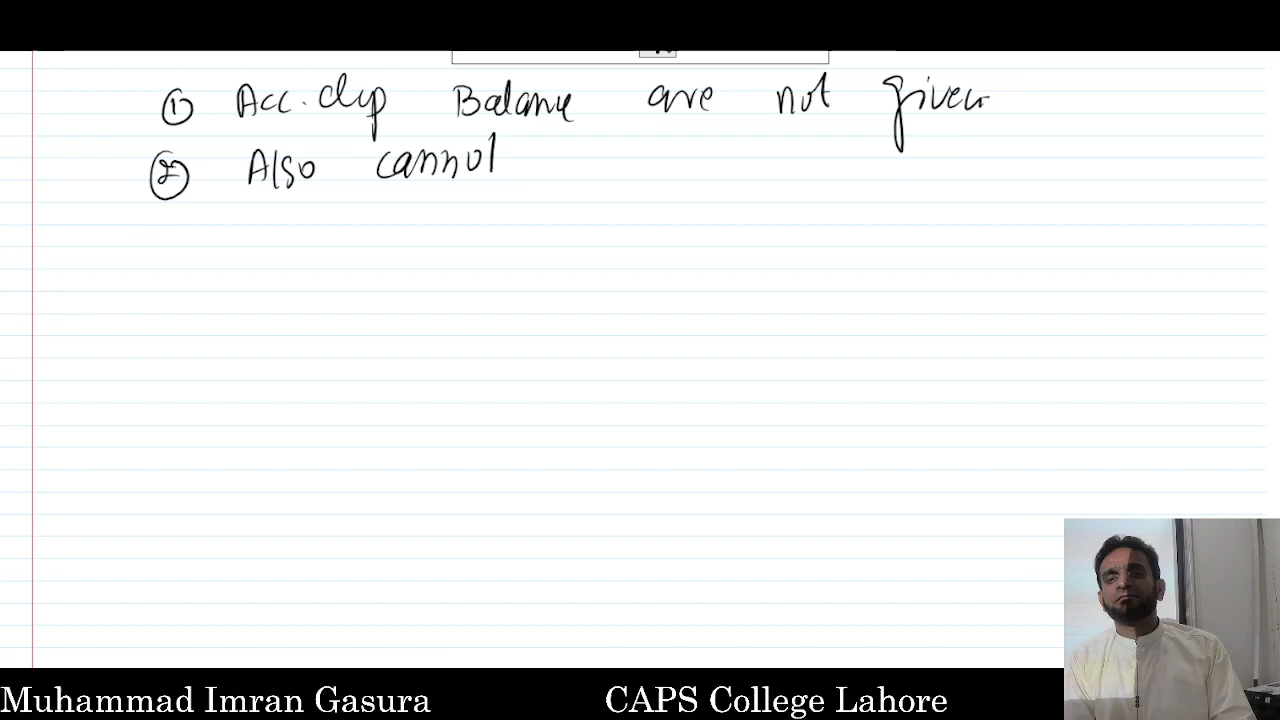 ① Acc. dep Balance are not given
② Also cannot
Muhammad Imran Gasura
CAPS College Lahore